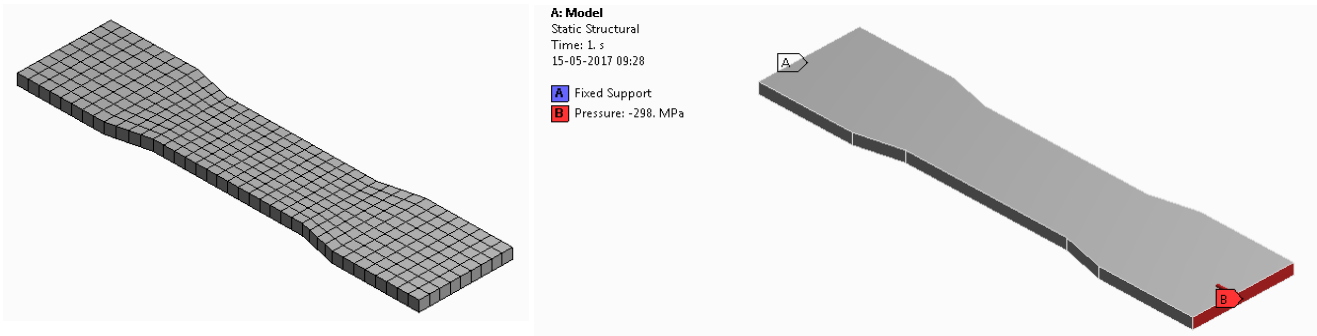 A: Model
Static Structural
Time: 1. s
15-05-2017 09:28
A Fixed Support
B Pressure: -298. MPa
A
B